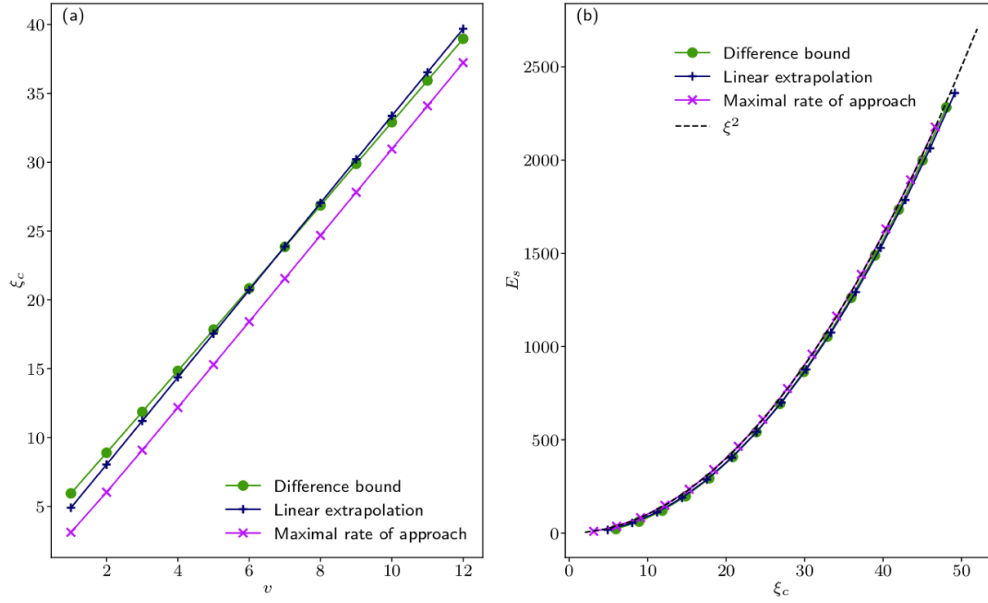 (a)
40
35
30
25
20
15
10
5
ξc
Difference bound
Linear extrapolation
Maximal rate of approach
2
4
6
8
10
12
v
(b)
2500
2000
1500
1000
500
0
Es
Difference bound
Linear extrapolation
Maximal rate of approach
ξ²
0
10
20
30
40
50
ξc